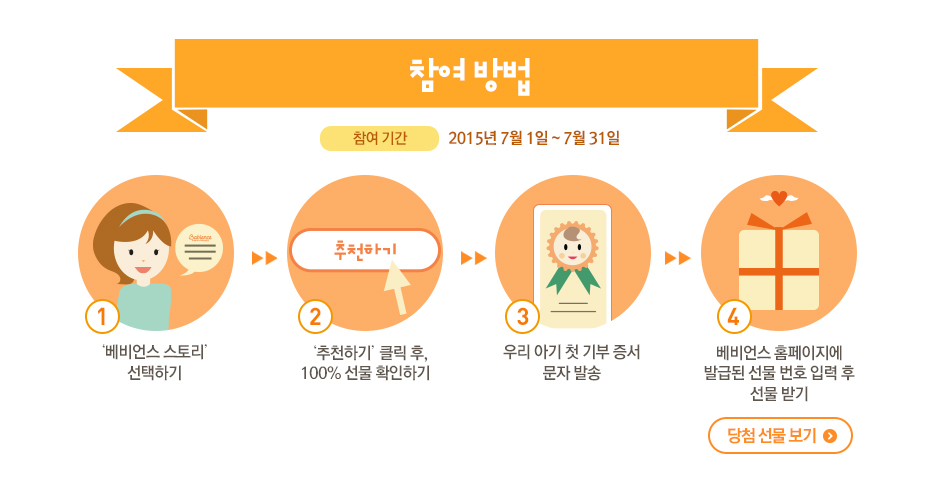 참여 방법
참여 기간 2015년 7월 1일 ~ 7월 31일
추천하기
1
2
3
4
'베비언스 스토리'
선택하기
'추천하기' 클릭 후,
100% 선물 확인하기
우리 아기 첫 기부 증서
문자 발송
베비언스 홈페이지에
발급된 선물 번호 입력 후
선물 받기
당첨 선물 보기